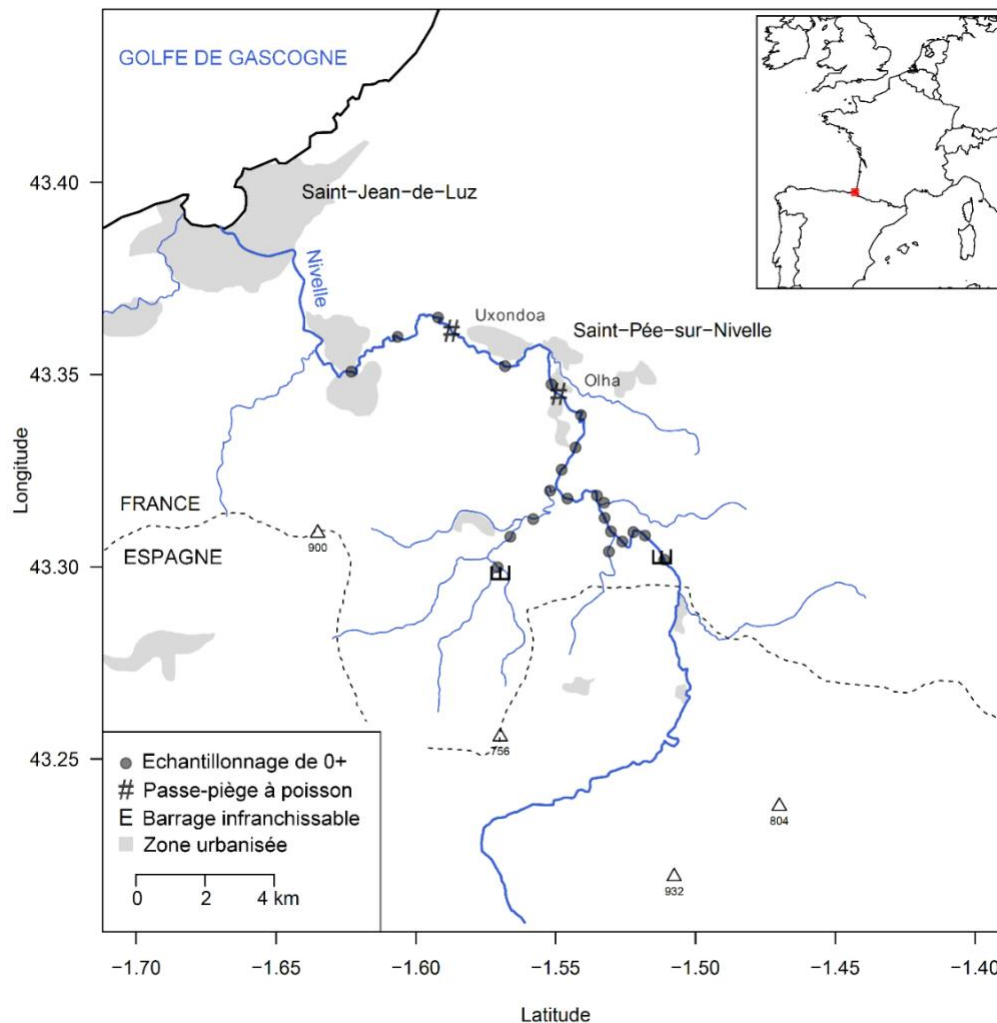 GOLFE DE GASCOGNE
43.40
Saint-Jean-de-Luz
Nivelle
Uxondoa
Saint-Pée-sur-Nivelle
43.35
Olha
Longitude
FRANCE
900
ESPAGNE
43.30
43.25
756
804
932
Echantillonnage de 0+
# Passe-piège à poisson
E Barrage infranchissable
Zone urbanisée
0 2 4 km
−1.70 −1.65 −1.60 −1.55 −1.50 −1.45 −1.40
Latitude